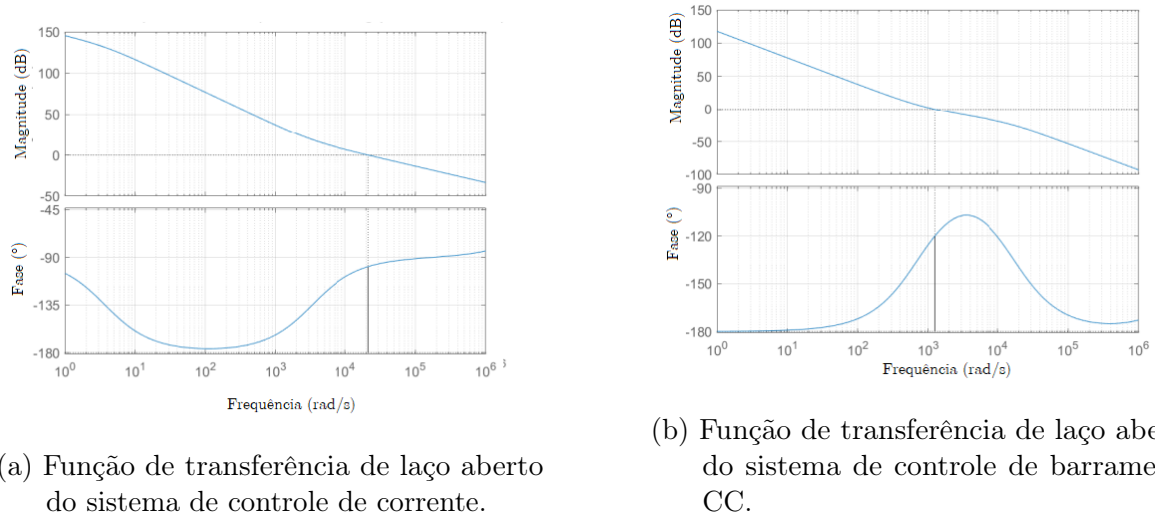 150
100
50
0
-50
Magnitude (dB)
-45
-90
-135
-180
Fase (°)
10^0 10^1 10^2 10^3 10^4 10^5 10^6
Frequência (rad/s)
(a) Função de transferência de laço aberto
do sistema de controle de corrente.
150
100
50
0
-50
-100
Magnitude (dB)
-90
-120
-150
-180
Fase (°)
10^0 10^1 10^2 10^3 10^4 10^5 10^6
Frequência (rad/s)
(b) Função de transferência de laço abe
do sistema de controle de barrame
CC.